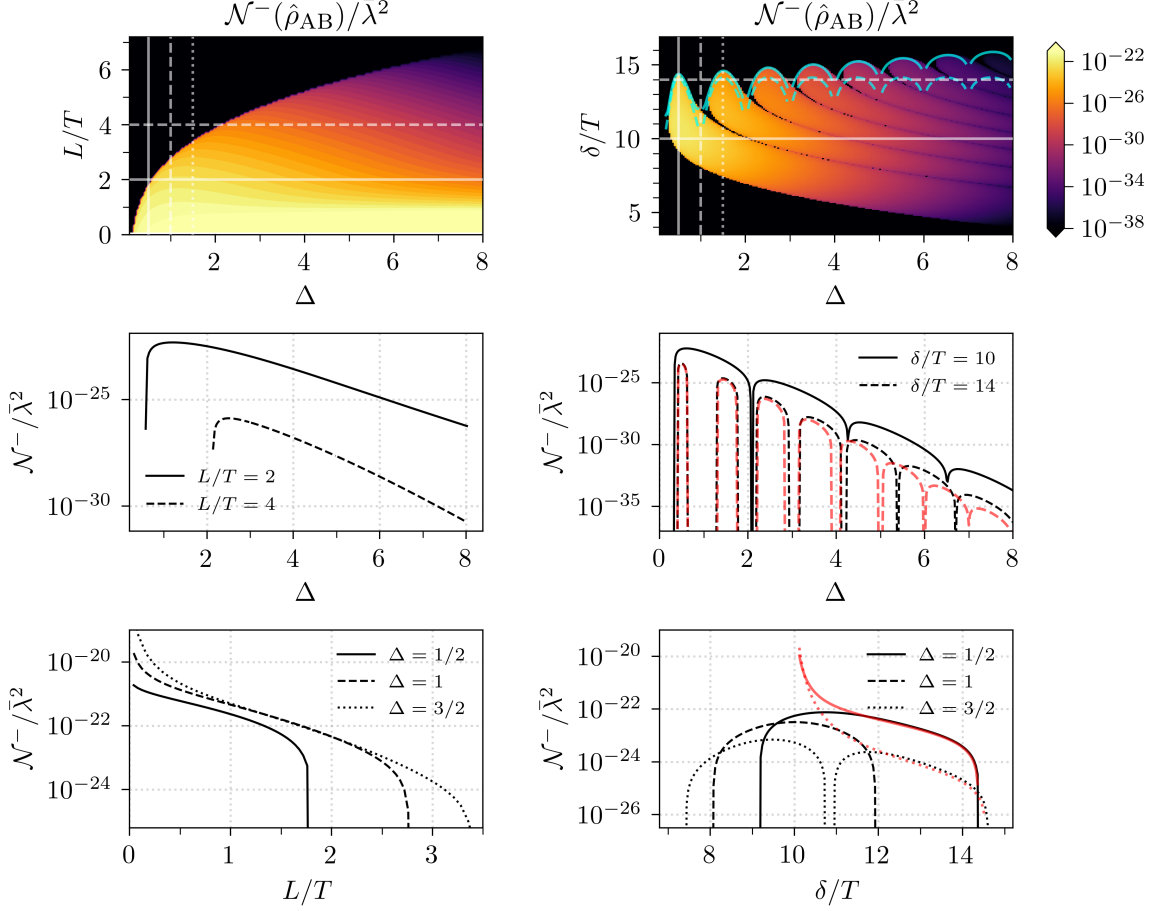 𝒩⁻(ρ̂_AB)/λ̄²
𝒩⁻(ρ̂_AB)/λ̄²
L/T
6
4
2
0
2
4
6
8
Δ
δ/T
15
10
5
0
2
4
6
8
Δ
10⁻²²
10⁻²⁶
10⁻³⁰
10⁻³⁴
10⁻³⁸
𝒩⁻/λ̄²
10⁻²⁵
10⁻³⁰
L/T = 2
L/T = 4
2
4
6
8
Δ
𝒩⁻/λ̄²
10⁻²⁵
10⁻³⁰
10⁻³⁵
δ/T = 10
δ/T = 14
0
2
4
6
8
Δ
𝒩⁻/λ̄²
10⁻²⁰
10⁻²²
10⁻²⁴
Δ = 1/2
Δ = 1
Δ = 3/2
0
1
2
3
L/T
𝒩⁻/λ̄²
10⁻²⁰
10⁻²²
10⁻²⁴
10⁻²⁶
Δ = 1/2
Δ = 1
Δ = 3/2
8
10
12
14
δ/T